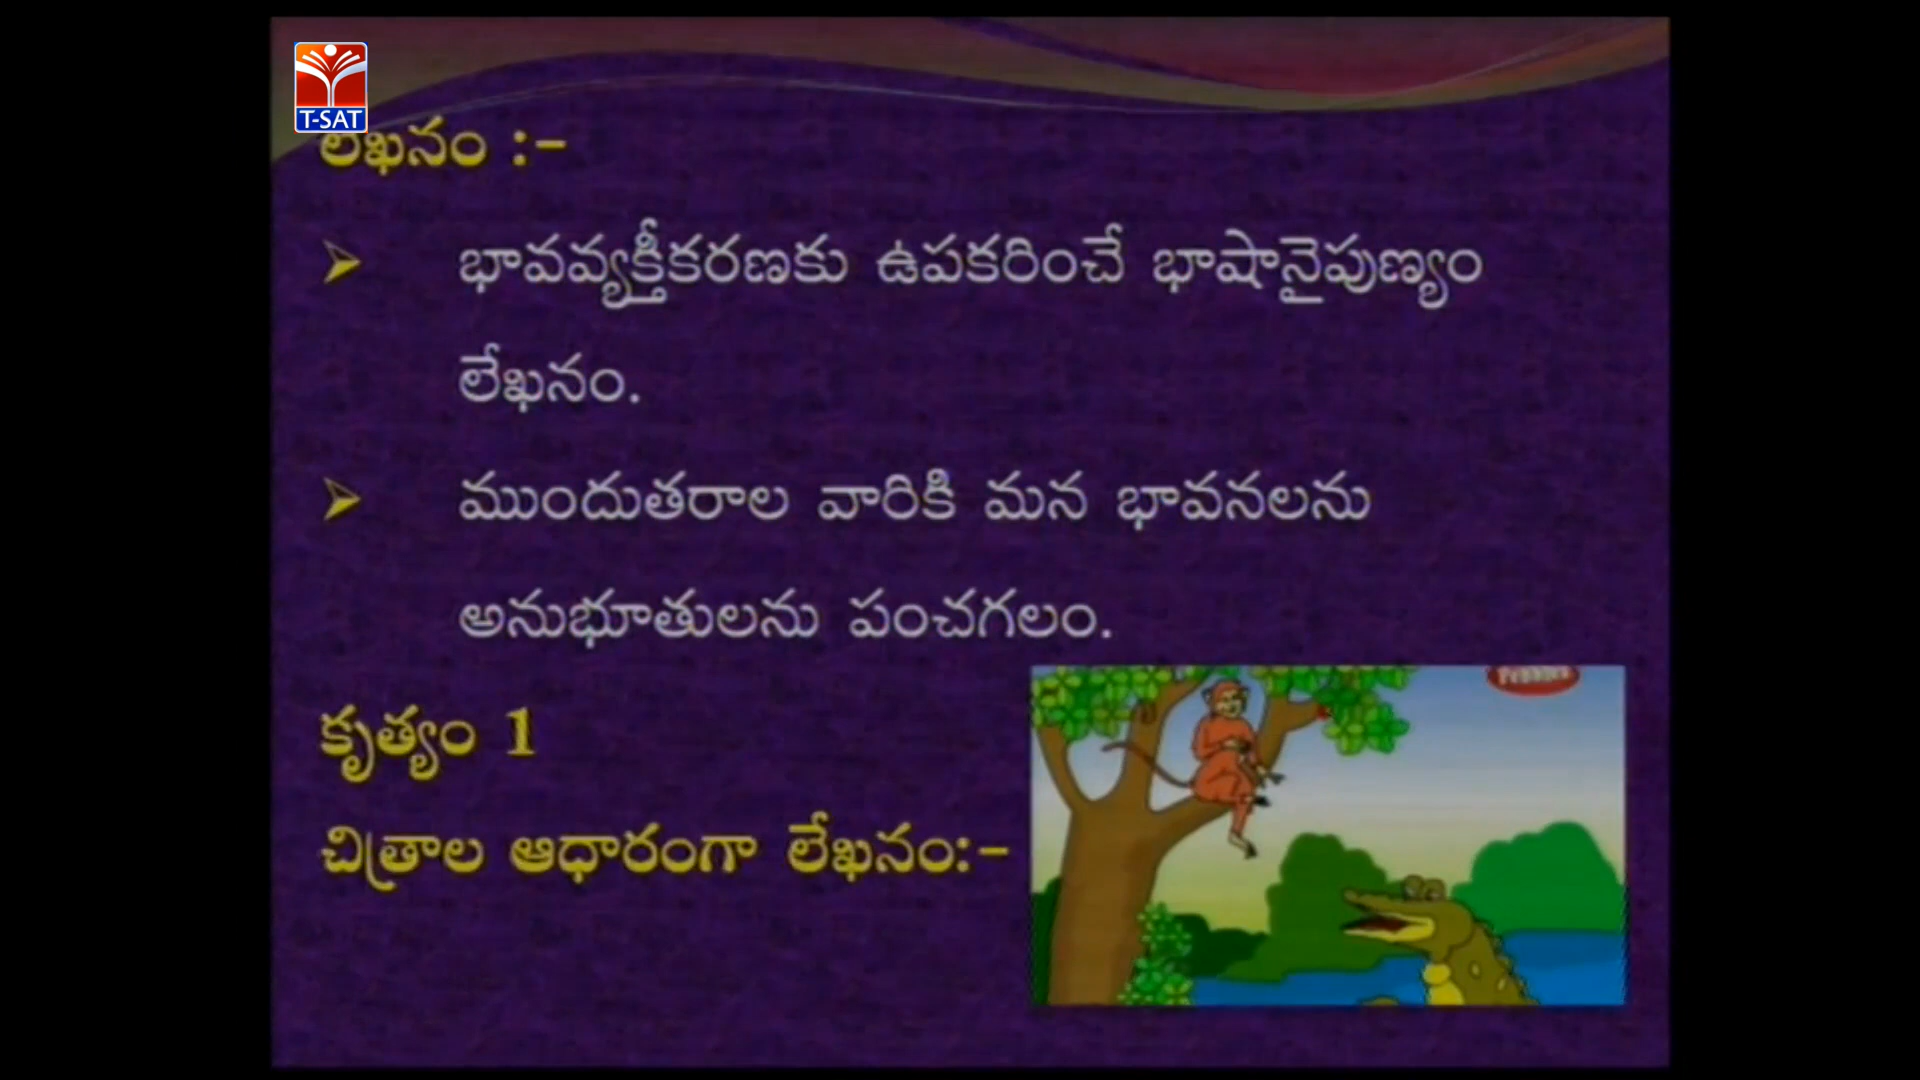 T-SAT
లేఖనం :-
భావవ్యక్తీకరణకు ఉపకరించే భాషానైపుణ్యం
లేఖనం.
ముందుతరాల వారికి మన భావనలను
అనుభూతులను పంచగలం.
కృత్యం 1
చిత్రాల ఆధారంగా లేఖనం:-